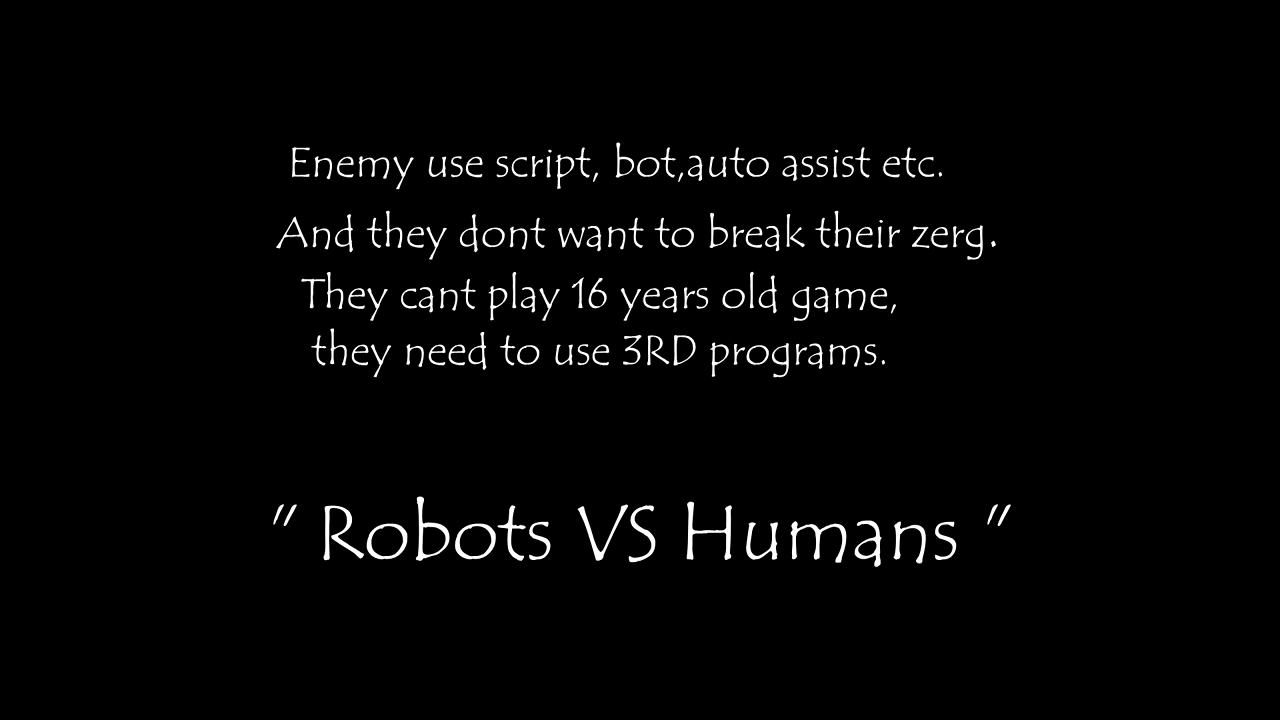 Enemy use script, bot,auto assist etc.
And they dont want to break their zerg.
They cant play 16 years old game,
they need to use 3RD programs.
" Robots VS Humans "